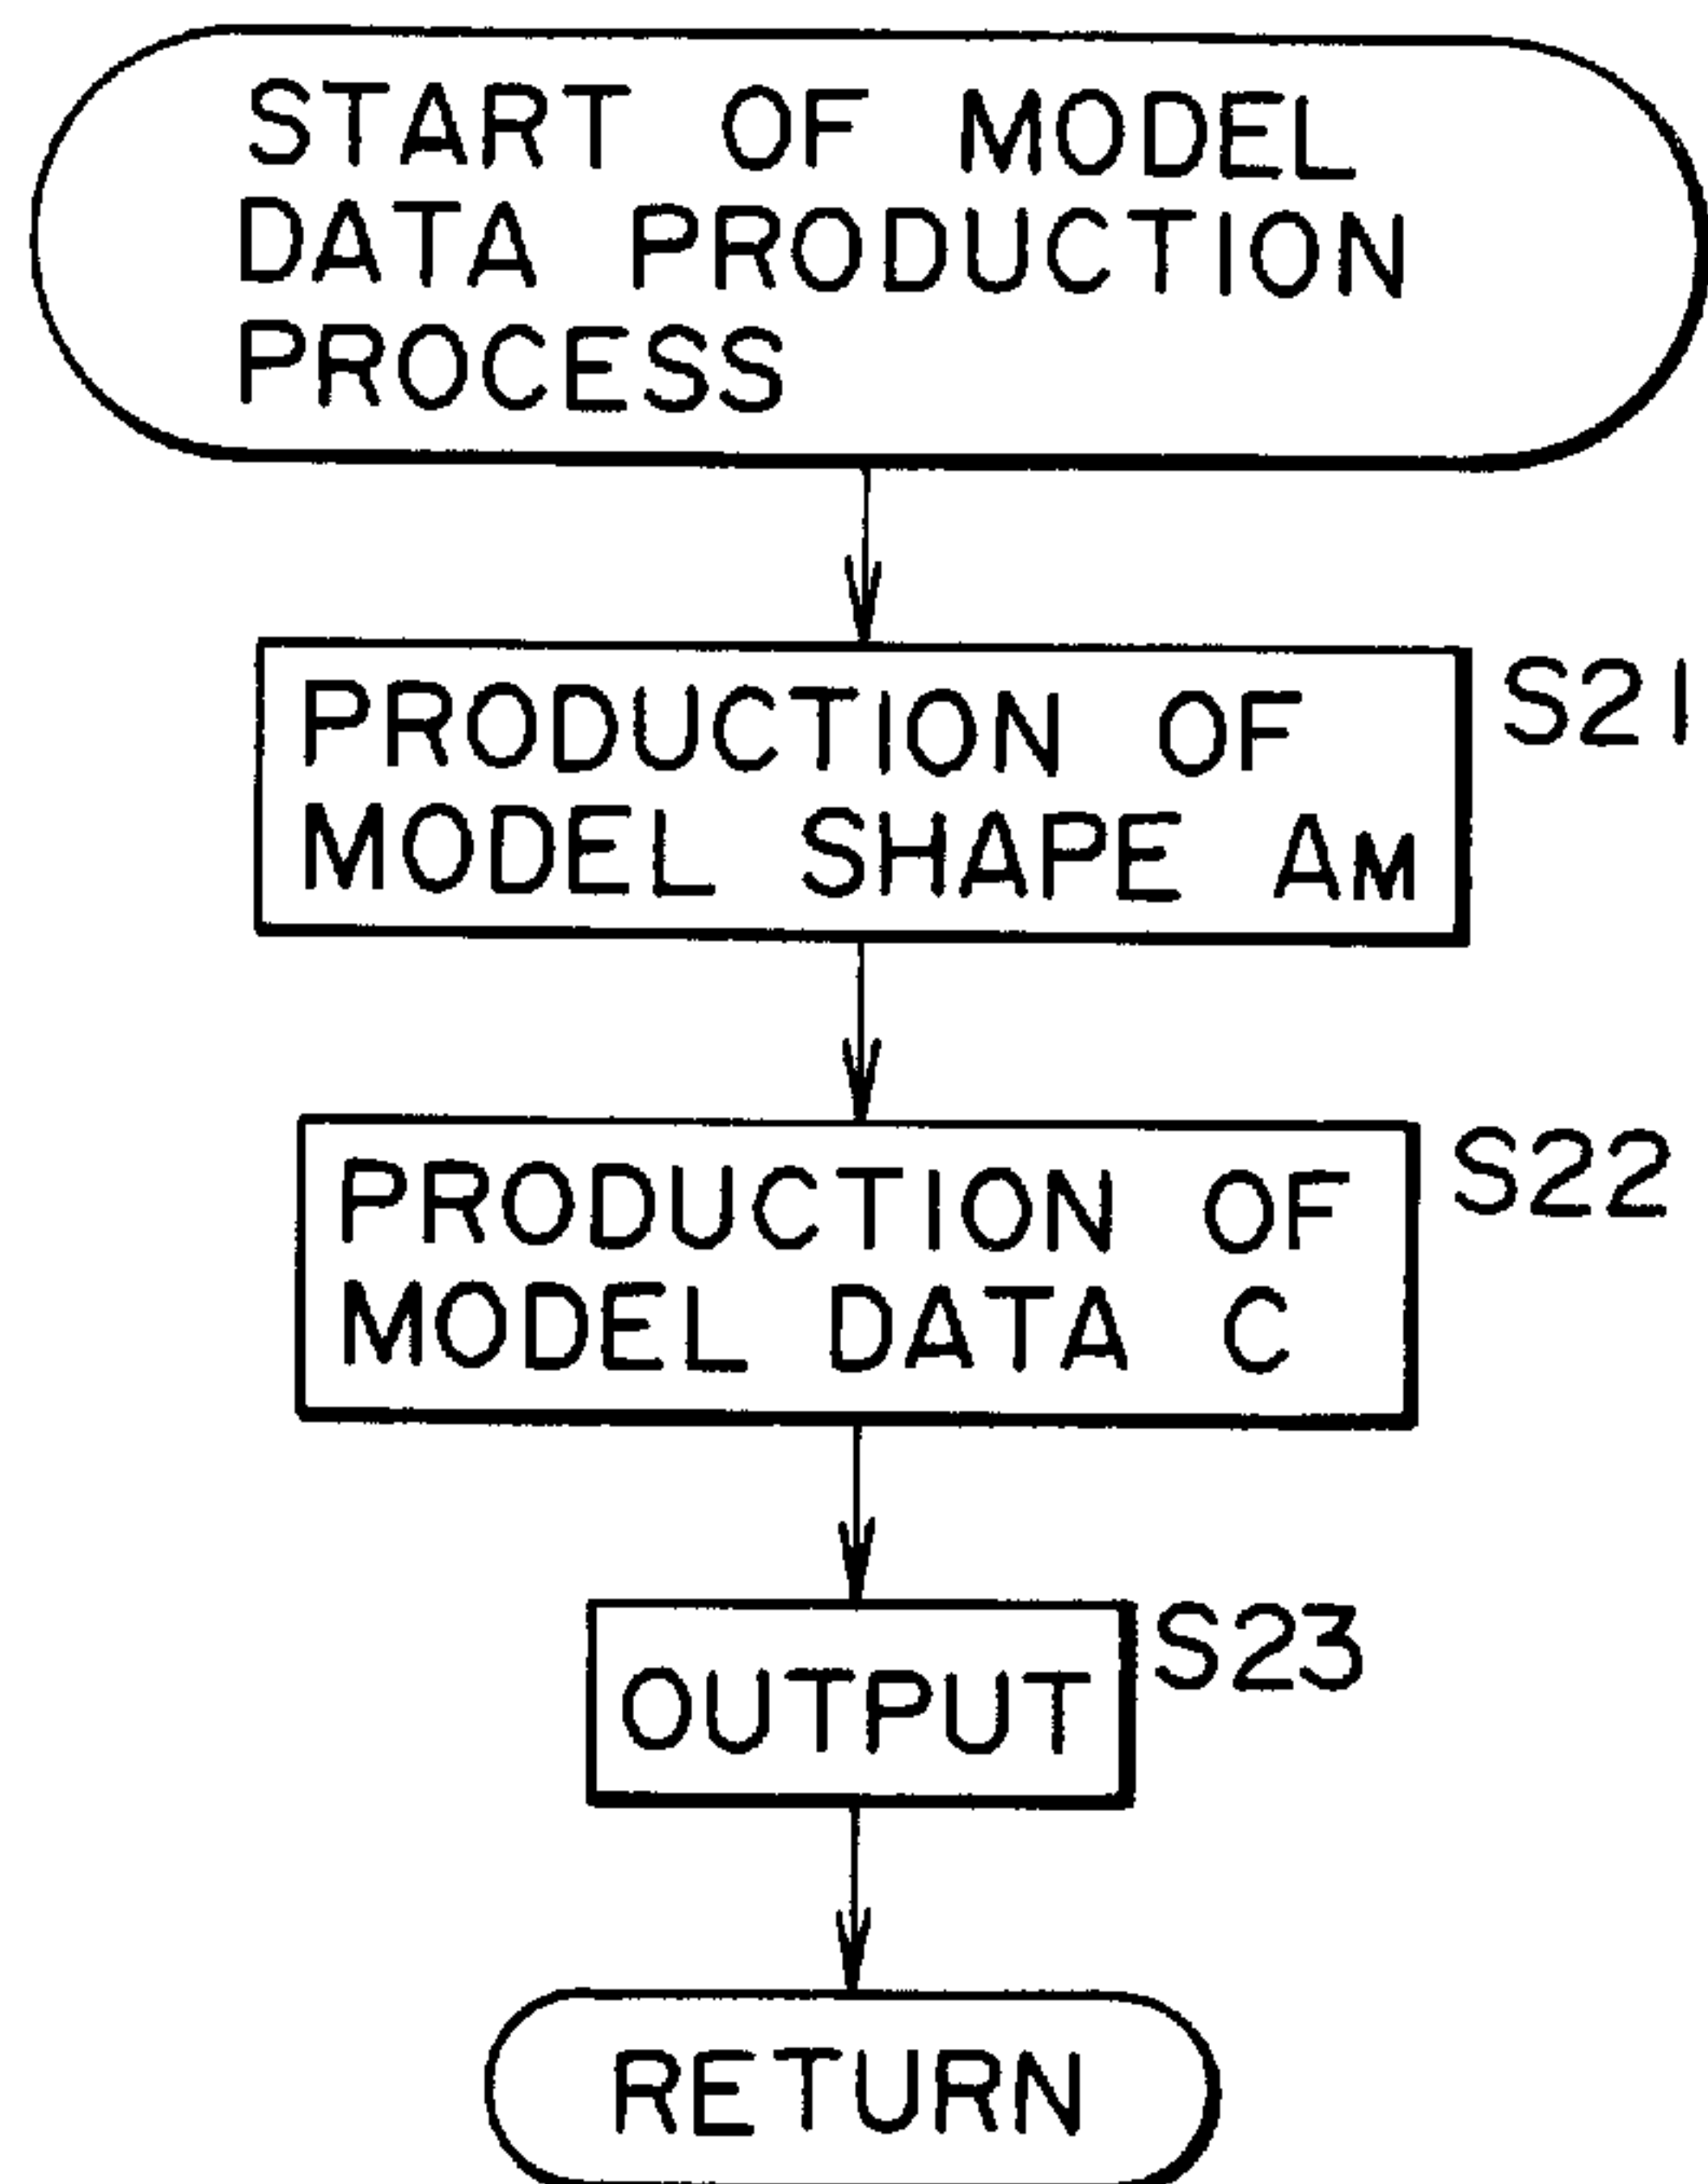 START OF MODEL
DATA PRODUCTION
PROCESS
PRODUCTION OF
MODEL SHAPE AM
S21
PRODUCTION OF
MODEL DATA C
S22
OUTPUT
S23
RETURN